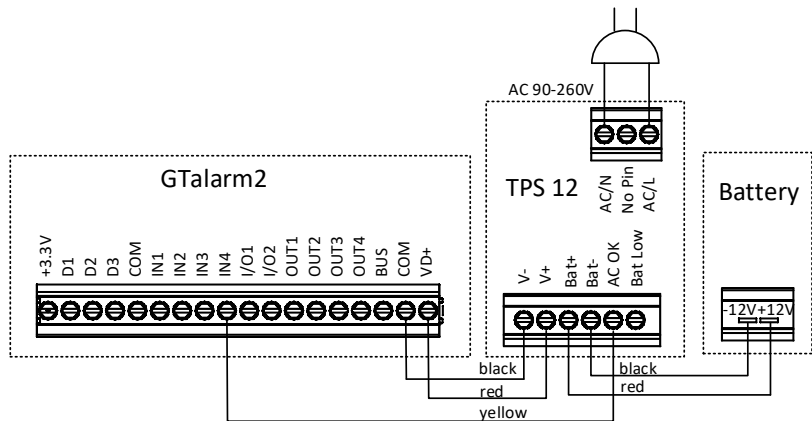 AC 90-260V
GTalarm2
TPS 12
Battery
AC/N
No Pin
AC/L
+3.3V
D1
D2
D3
COM
IN1
IN2
IN3
IN4
I/O1
I/O2
OUT1
OUT2
OUT3
OUT4
BUS
COM
VD+
V-
V+
Bat+
Bat-
AC OK
Bat Low
-12V +12V
black
red
yellow
black
red